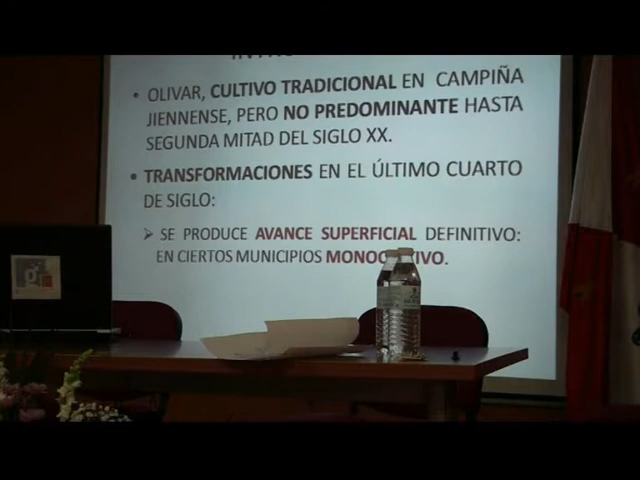 • OLIVAR, CULTIVO TRADICIONAL EN CAMPIÑA
JIENNENSE, PERO NO PREDOMINANTE HASTA
SEGUNDA MITAD DEL SIGLO XX.
• TRANSFORMACIONES EN EL ÚLTIMO CUARTO
DE SIGLO:
➢ SE PRODUCE AVANCE SUPERFICIAL DEFINITIVO:
EN CIERTOS MUNICIPIOS